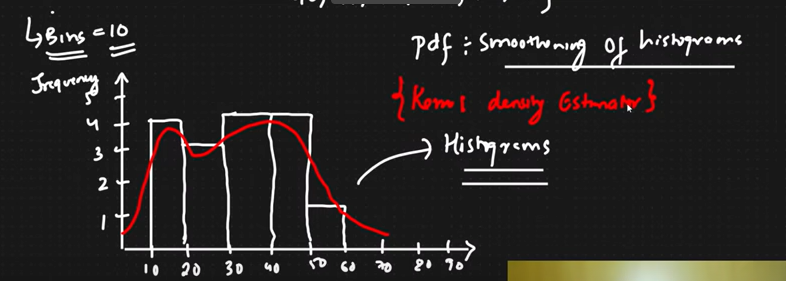 ↳ Bins = 10
pdf : Smoothening of histograms
frequency
{ Kernel density Estimator }
Histograms
5
4
3
2
1
10 20 30 40 50 60 70 80 90